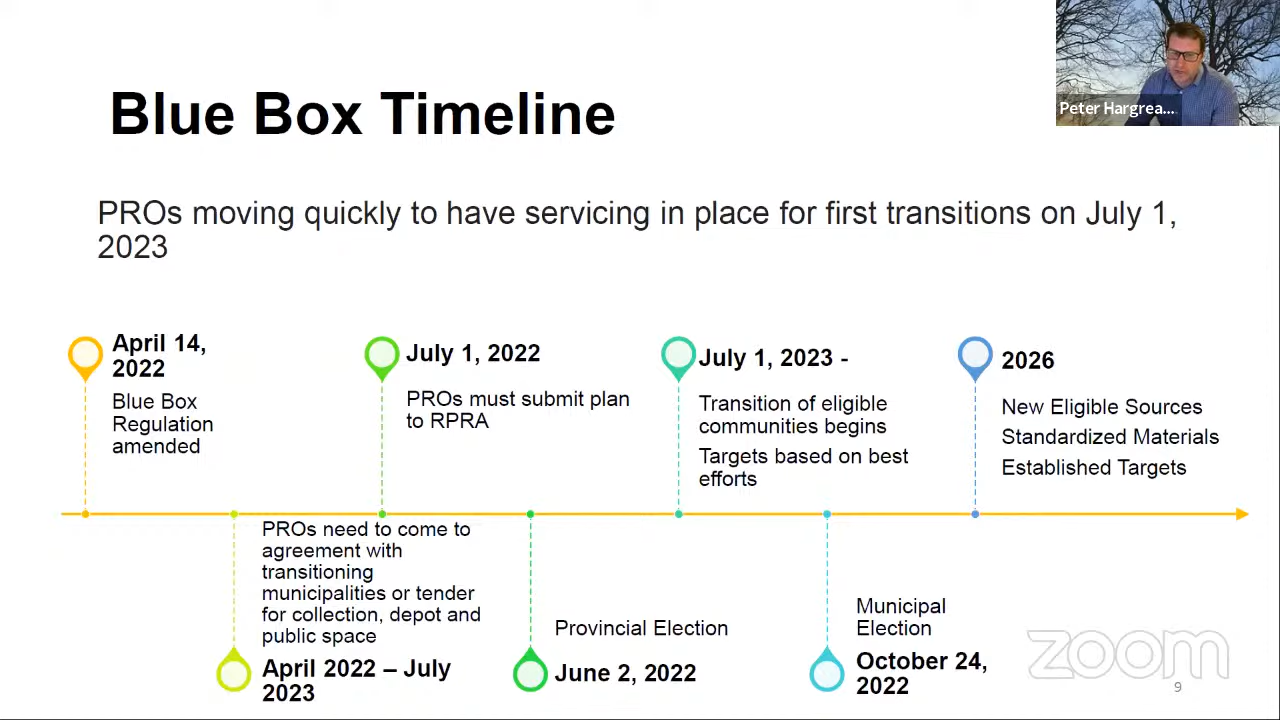 Peter Hargrea...
Blue Box Timeline
PROs moving quickly to have servicing in place for first transitions on July 1,
2023
April 14,
2022
Blue Box
Regulation
amended
July 1, 2022
PROs must submit plan
to RPRA
July 1, 2023 -
Transition of eligible
communities begins
Targets based on best
efforts
2026
New Eligible Sources
Standardized Materials
Established Targets
PROs need to come to
agreement with
transitioning
municipalities or tender
for collection, depot and
public space
April 2022 – July
2023
Provincial Election
June 2, 2022
Municipal
Election
October 24,
2022
zoom
9